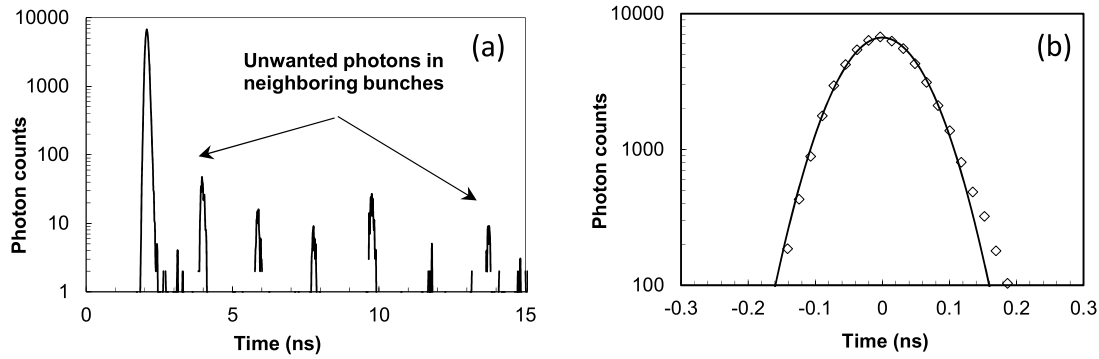 10000
1000
100
10
1
Photon counts
(a)
Unwanted photons in
neighboring bunches
0
5
10
15
Time (ns)
10000
1000
100
Photon counts
(b)
-0.3
-0.2
-0.1
0
0.1
0.2
0.3
Time (ns)